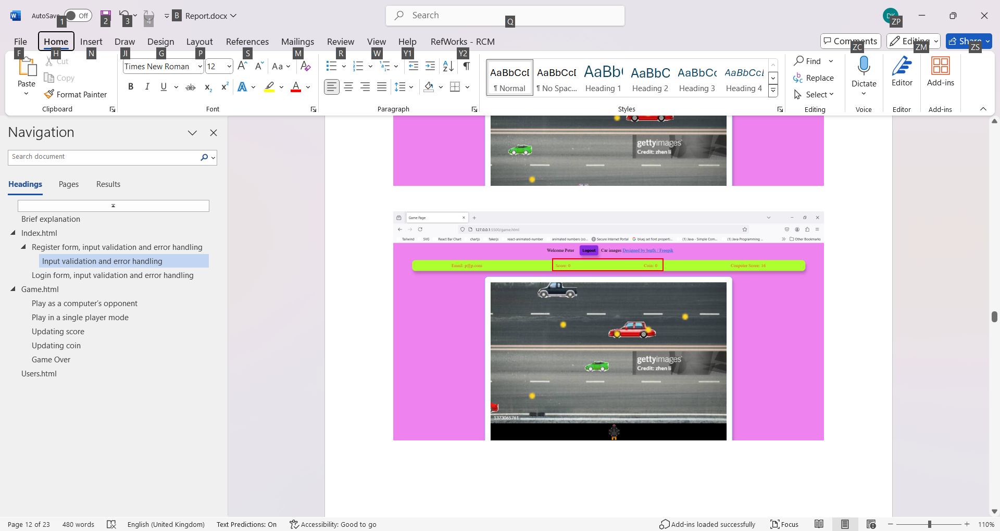 AutoSave Off
Report.docx
Search
DK
1 2 3 4 B Q ZP
File Home Insert Draw Design Layout References Mailings Review View Help RefWorks - RCM
Comments Editing Share
F H N JI G P S M R W Y1 Y2 ZC ZM ZS
Paste
Cut
Copy
Format Painter
Clipboard
Times New Roman 12
Font
Paragraph
AaBbCcD AaBbCcD AaBb( AaBbC AaBbCc AaBbCcL
¶ Normal ¶ No Spac... Heading 1 Heading 2 Heading 3 Heading 4
Styles
Find
Replace
Select
Editing
Dictate
Voice
Editor
Editor
Add-ins
Add-ins
Navigation
Search document
Headings Pages Results
Brief explanation
Index.html
Register form, input validation and error handling
Input validation and error handling
Login form, input validation and error handling
Game.html
Play as a computer’s opponent
Play in a single player mode
Updating score
Updating coin
Game Over
Users.html
gettyimages
Credit: zhen li
Game Page
127.0.0.1:5500/game.html
Tailwind SVG React Bar Chart chartjs fakerjs react-animated-number animated numbers (co... Secure Internet Portal bluej set font properti... (1) Java - Simple Com... (1) Java Programming ... Other Bookmarks
Welcome Peter Logout Car images Designed by brgfx / Freepik
Email: p@p.com Score: 0 Coin: 0 Conputer Score: 16
gettyimages
Credit: zhen li
1373065761
Page 12 of 23 480 words English (United Kingdom) Text Predictions: On Accessibility: Good to go Add-ins loaded successfully Focus 110%